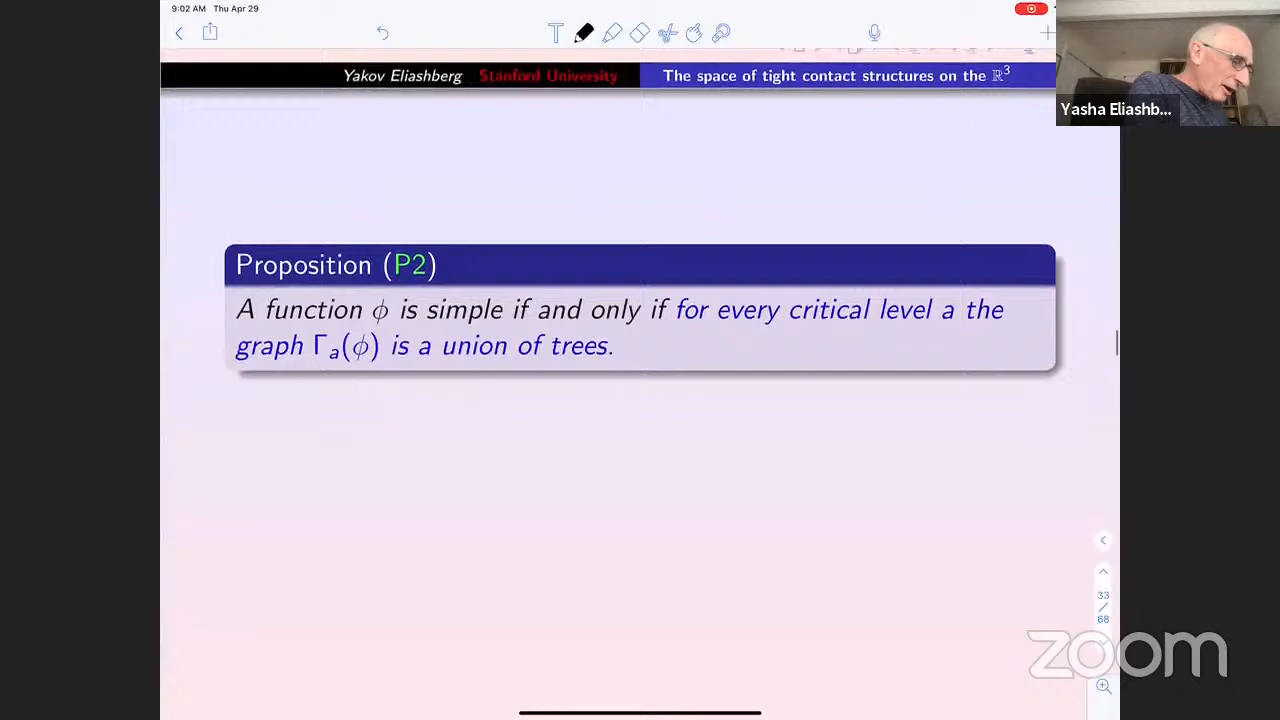 9:02 AM Thu Apr 29
Yakov Eliashberg Stanford University
The space of tight contact structures on the ℝ³
Yasha Eliashb...
Proposition (P2)
A function ϕ is simple if and only if for every critical level a the
graph Γₐ(ϕ) is a union of trees.
33
/
68
zoom